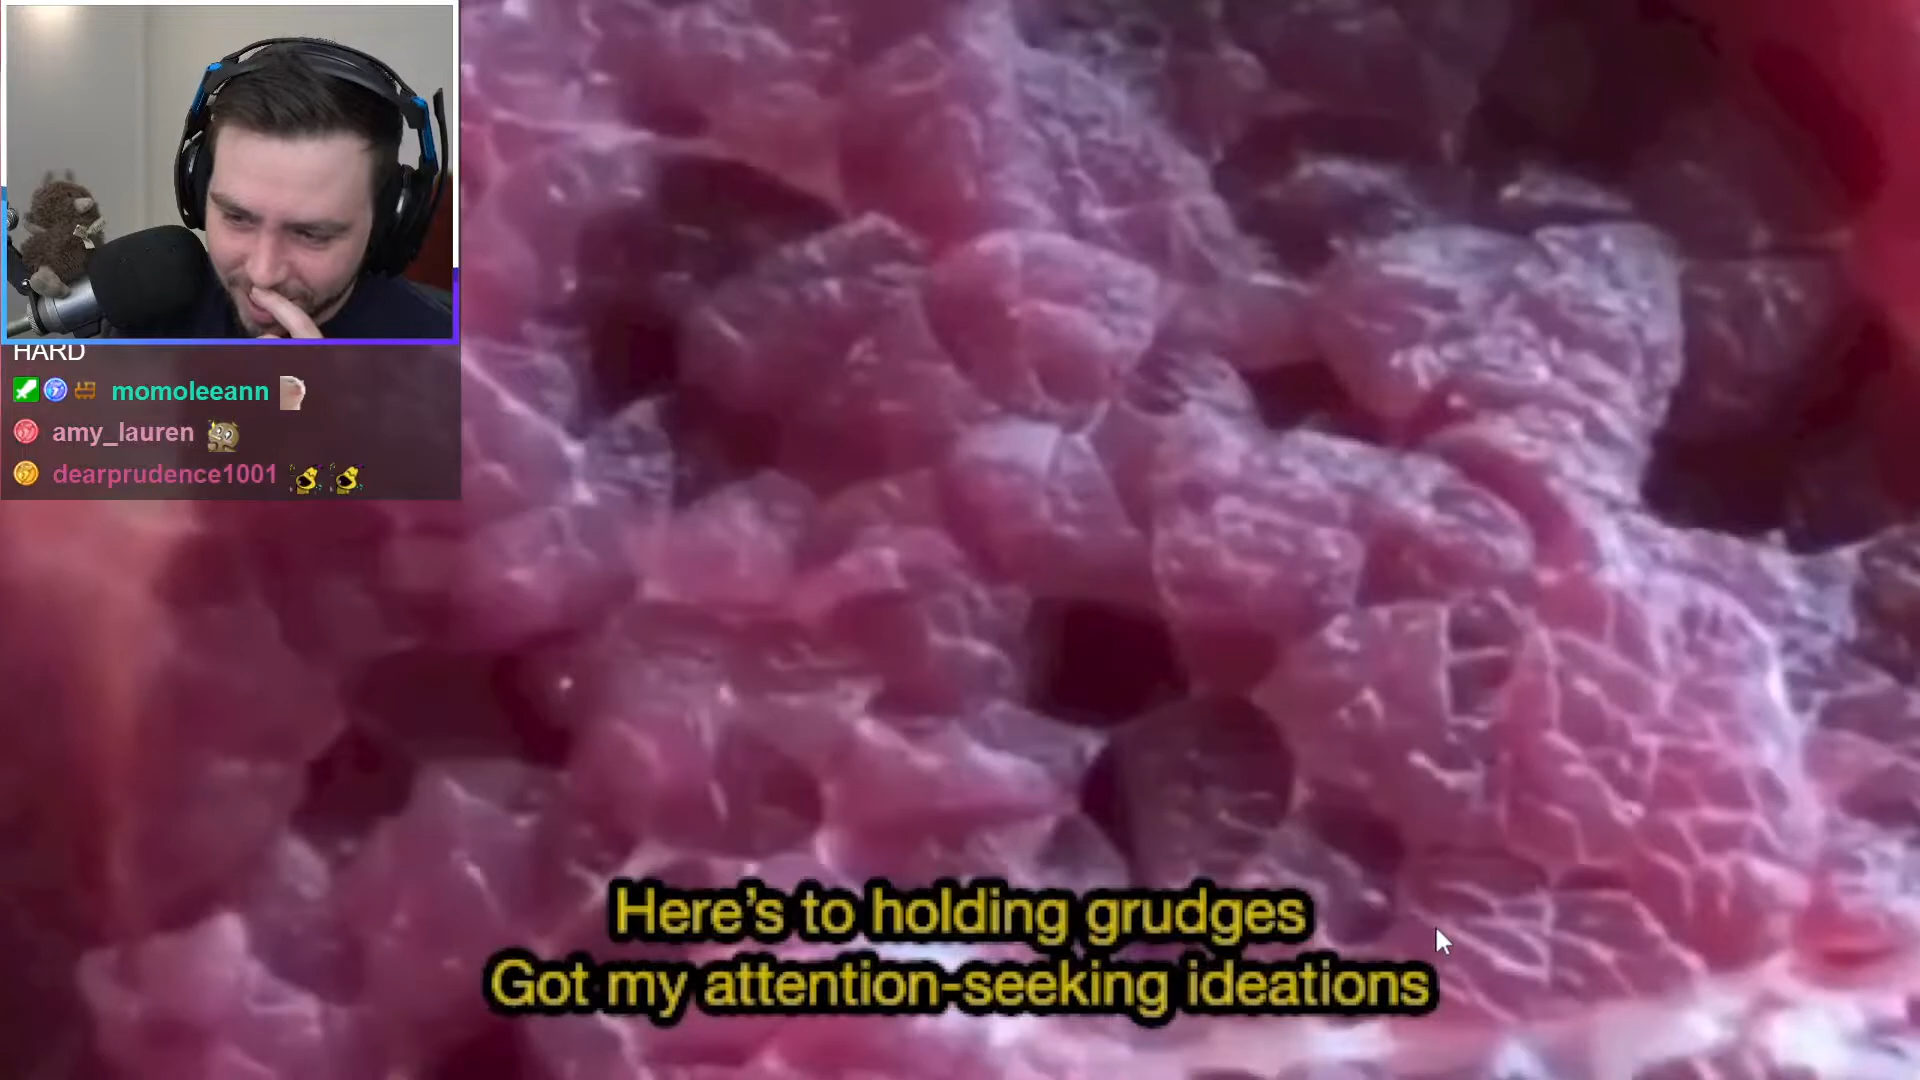 HARD
momoleeann
amy_lauren
dearprudence1001
Here's to holding grudges
Got my attention-seeking ideations